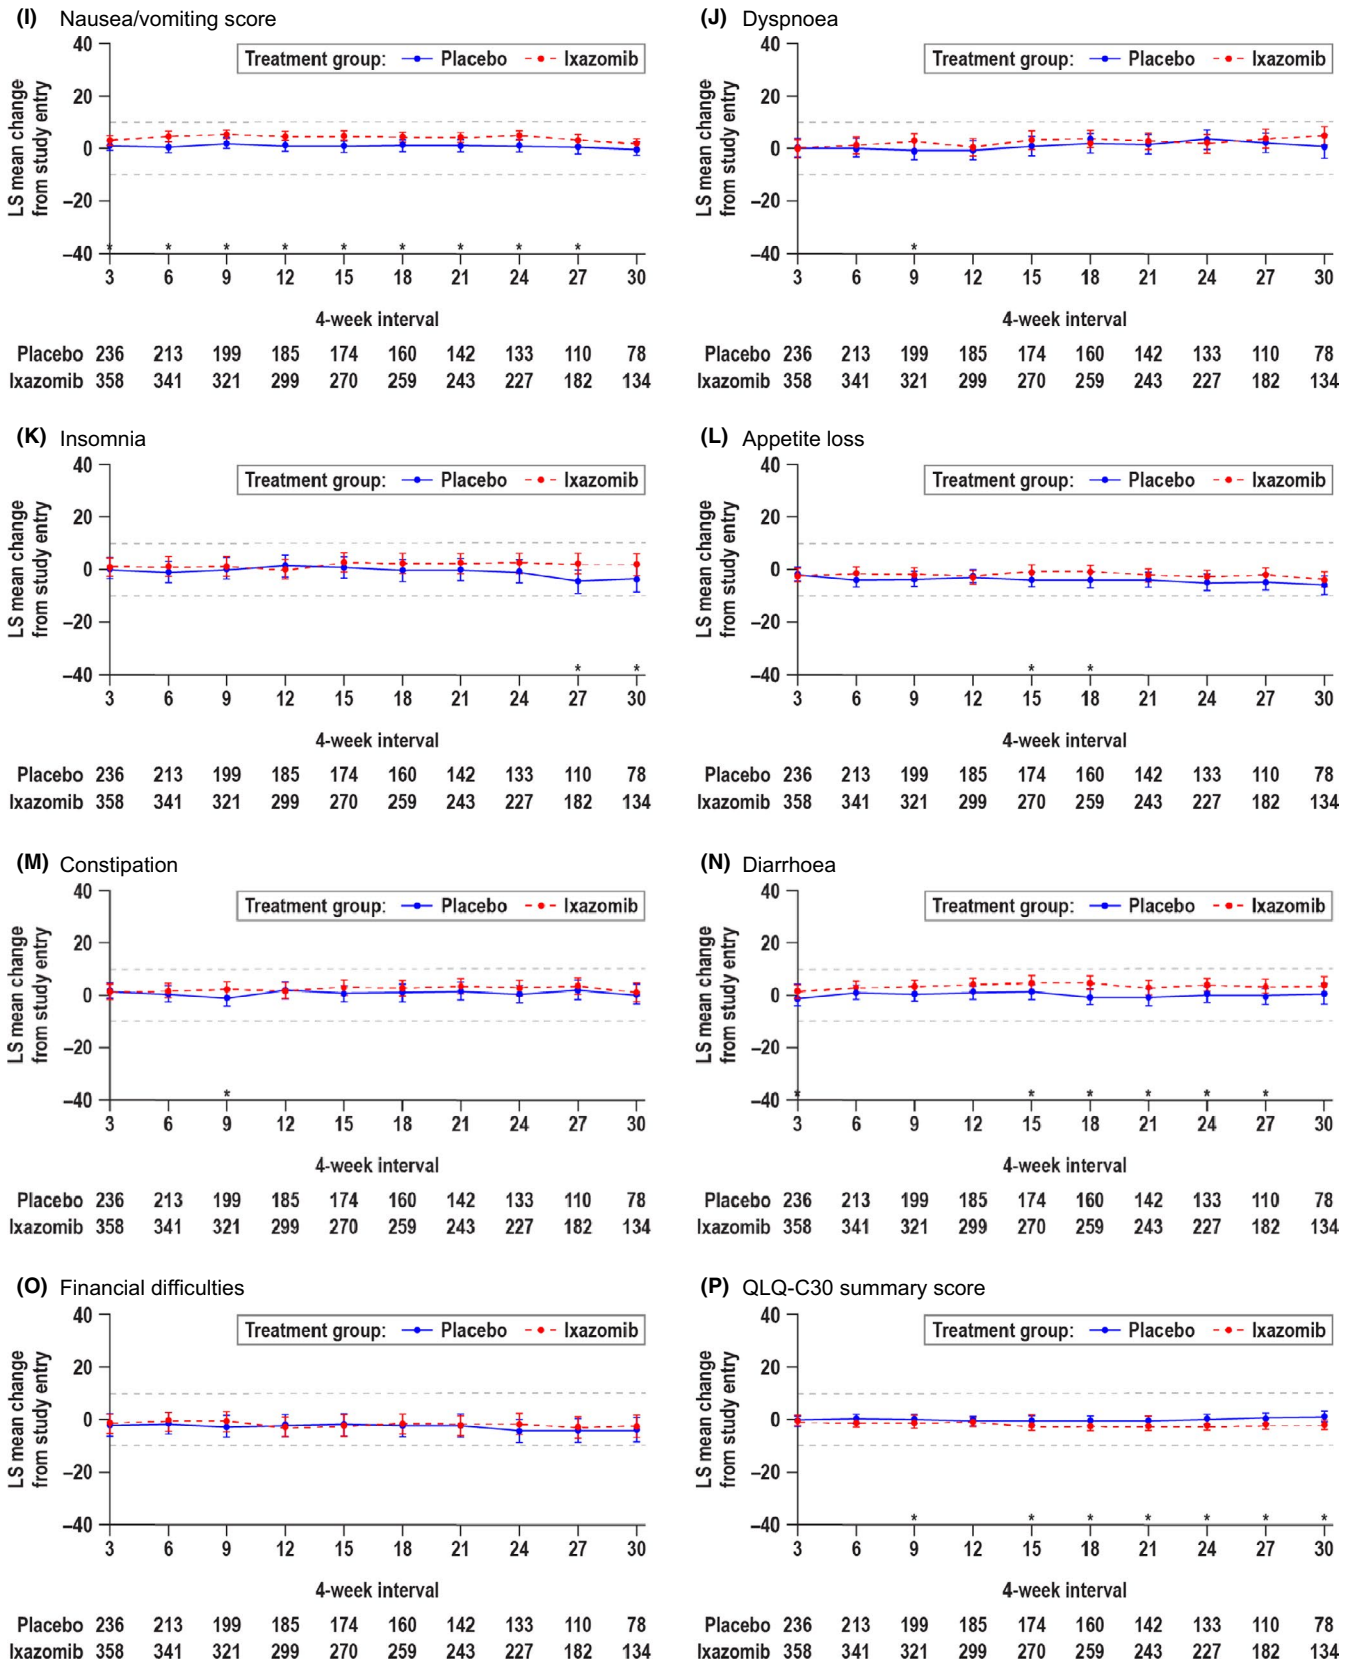 (I) Nausea/vomiting score
LS mean change
from study entry
40
20
0
−20
−40
Treatment group: Placebo Ixazomib
* * * * * * * * *
3 6 9 12 15 18 21 24 27 30
4-week interval
Placebo 236 213 199 185 174 160 142 133 110 78
Ixazomib 358 341 321 299 270 259 243 227 182 134
(J) Dyspnoea
LS mean change
from study entry
40
20
0
−20
−40
Treatment group: Placebo Ixazomib
*
3 6 9 12 15 18 21 24 27 30
4-week interval
Placebo 236 213 199 185 174 160 142 133 110 78
Ixazomib 358 341 321 299 270 259 243 227 182 134
(K) Insomnia
LS mean change
from study entry
40
20
0
−20
−40
Treatment group: Placebo Ixazomib
* *
3 6 9 12 15 18 21 24 27 30
4-week interval
Placebo 236 213 199 185 174 160 142 133 110 78
Ixazomib 358 341 321 299 270 259 243 227 182 134
(L) Appetite loss
LS mean change
from study entry
40
20
0
−20
−40
Treatment group: Placebo Ixazomib
* *
3 6 9 12 15 18 21 24 27 30
4-week interval
Placebo 236 213 199 185 174 160 142 133 110 78
Ixazomib 358 341 321 299 270 259 243 227 182 134
(M) Constipation
LS mean change
from study entry
40
20
0
−20
−40
Treatment group: Placebo Ixazomib
*
3 6 9 12 15 18 21 24 27 30
4-week interval
Placebo 236 213 199 185 174 160 142 133 110 78
Ixazomib 358 341 321 299 270 259 243 227 182 134
(N) Diarrhoea
LS mean change
from study entry
40
20
0
−20
−40
Treatment group: Placebo Ixazomib
* * * * * *
3 6 9 12 15 18 21 24 27 30
4-week interval
Placebo 236 213 199 185 174 160 142 133 110 78
Ixazomib 358 341 321 299 270 259 243 227 182 134
(O) Financial difficulties
LS mean change
from study entry
40
20
0
−20
−40
Treatment group: Placebo Ixazomib
3 6 9 12 15 18 21 24 27 30
4-week interval
Placebo 236 213 199 185 174 160 142 133 110 78
Ixazomib 358 341 321 299 270 259 243 227 182 134
(P) QLQ-C30 summary score
LS mean change
from study entry
40
20
0
−20
−40
Treatment group: Placebo Ixazomib
* * * * * * *
3 6 9 12 15 18 21 24 27 30
4-week interval
Placebo 236 213 199 185 174 160 142 133 110 78
Ixazomib 358 341 321 299 270 259 243 227 182 134